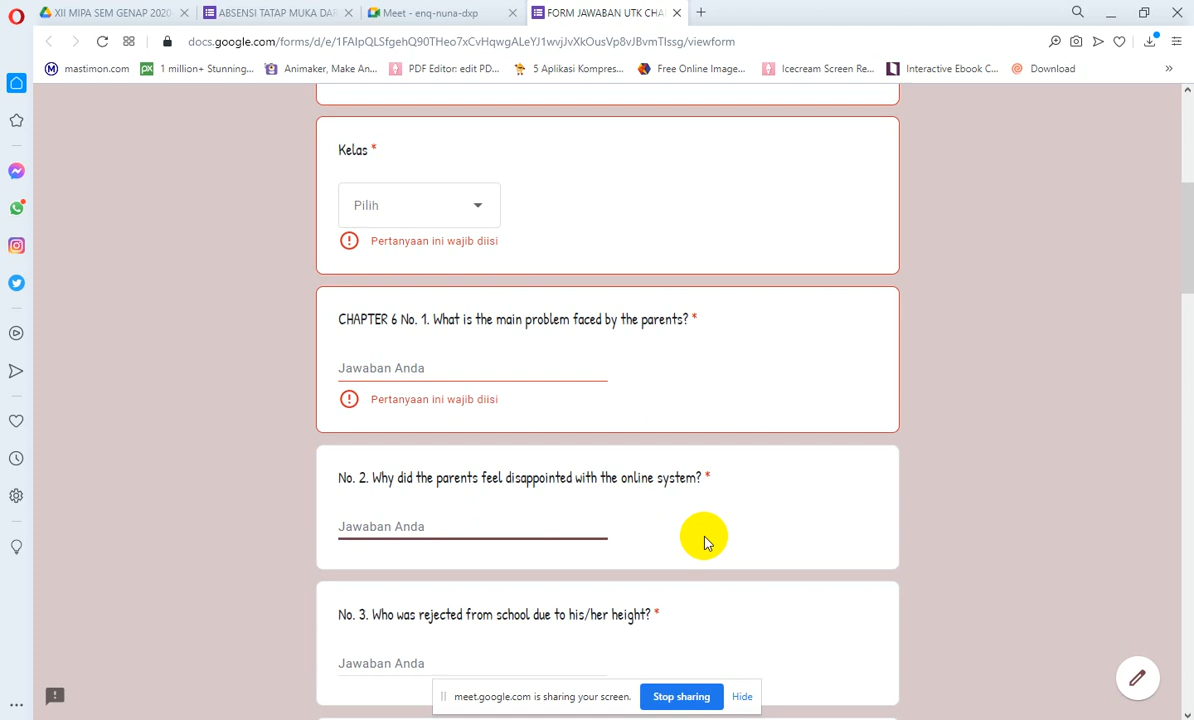 XII MIPA SEM GENAP 2020
ABSENSI TATAP MUKA DAR
Meet - enq-nuna-dxp
FORM JAWABAN UTK CHA
docs.google.com/forms/d/e/1FAIpQLSfgehQ90THeo7xCvHqwgALeYJ1wvjJvXkOusVp8vJBvmTIssg/viewform
mastimon.com
1 million+ Stunning...
Animaker, Make An...
PDF Editor: edit PD...
5 Aplikasi Kompres...
Free Online Image...
Icecream Screen Re...
Interactive Ebook C...
Download
»
Kelas *
Pilih
Pertanyaan ini wajib diisi
CHAPTER 6 No. 1. What is the main problem faced by the parents? *
Jawaban Anda
Pertanyaan ini wajib diisi
No. 2. Why did the parents feel disappointed with the online system? *
Jawaban Anda
No. 3. Who was rejected from school due to his/her height? *
Jawaban Anda
meet.google.com is sharing your screen.
Stop sharing
Hide